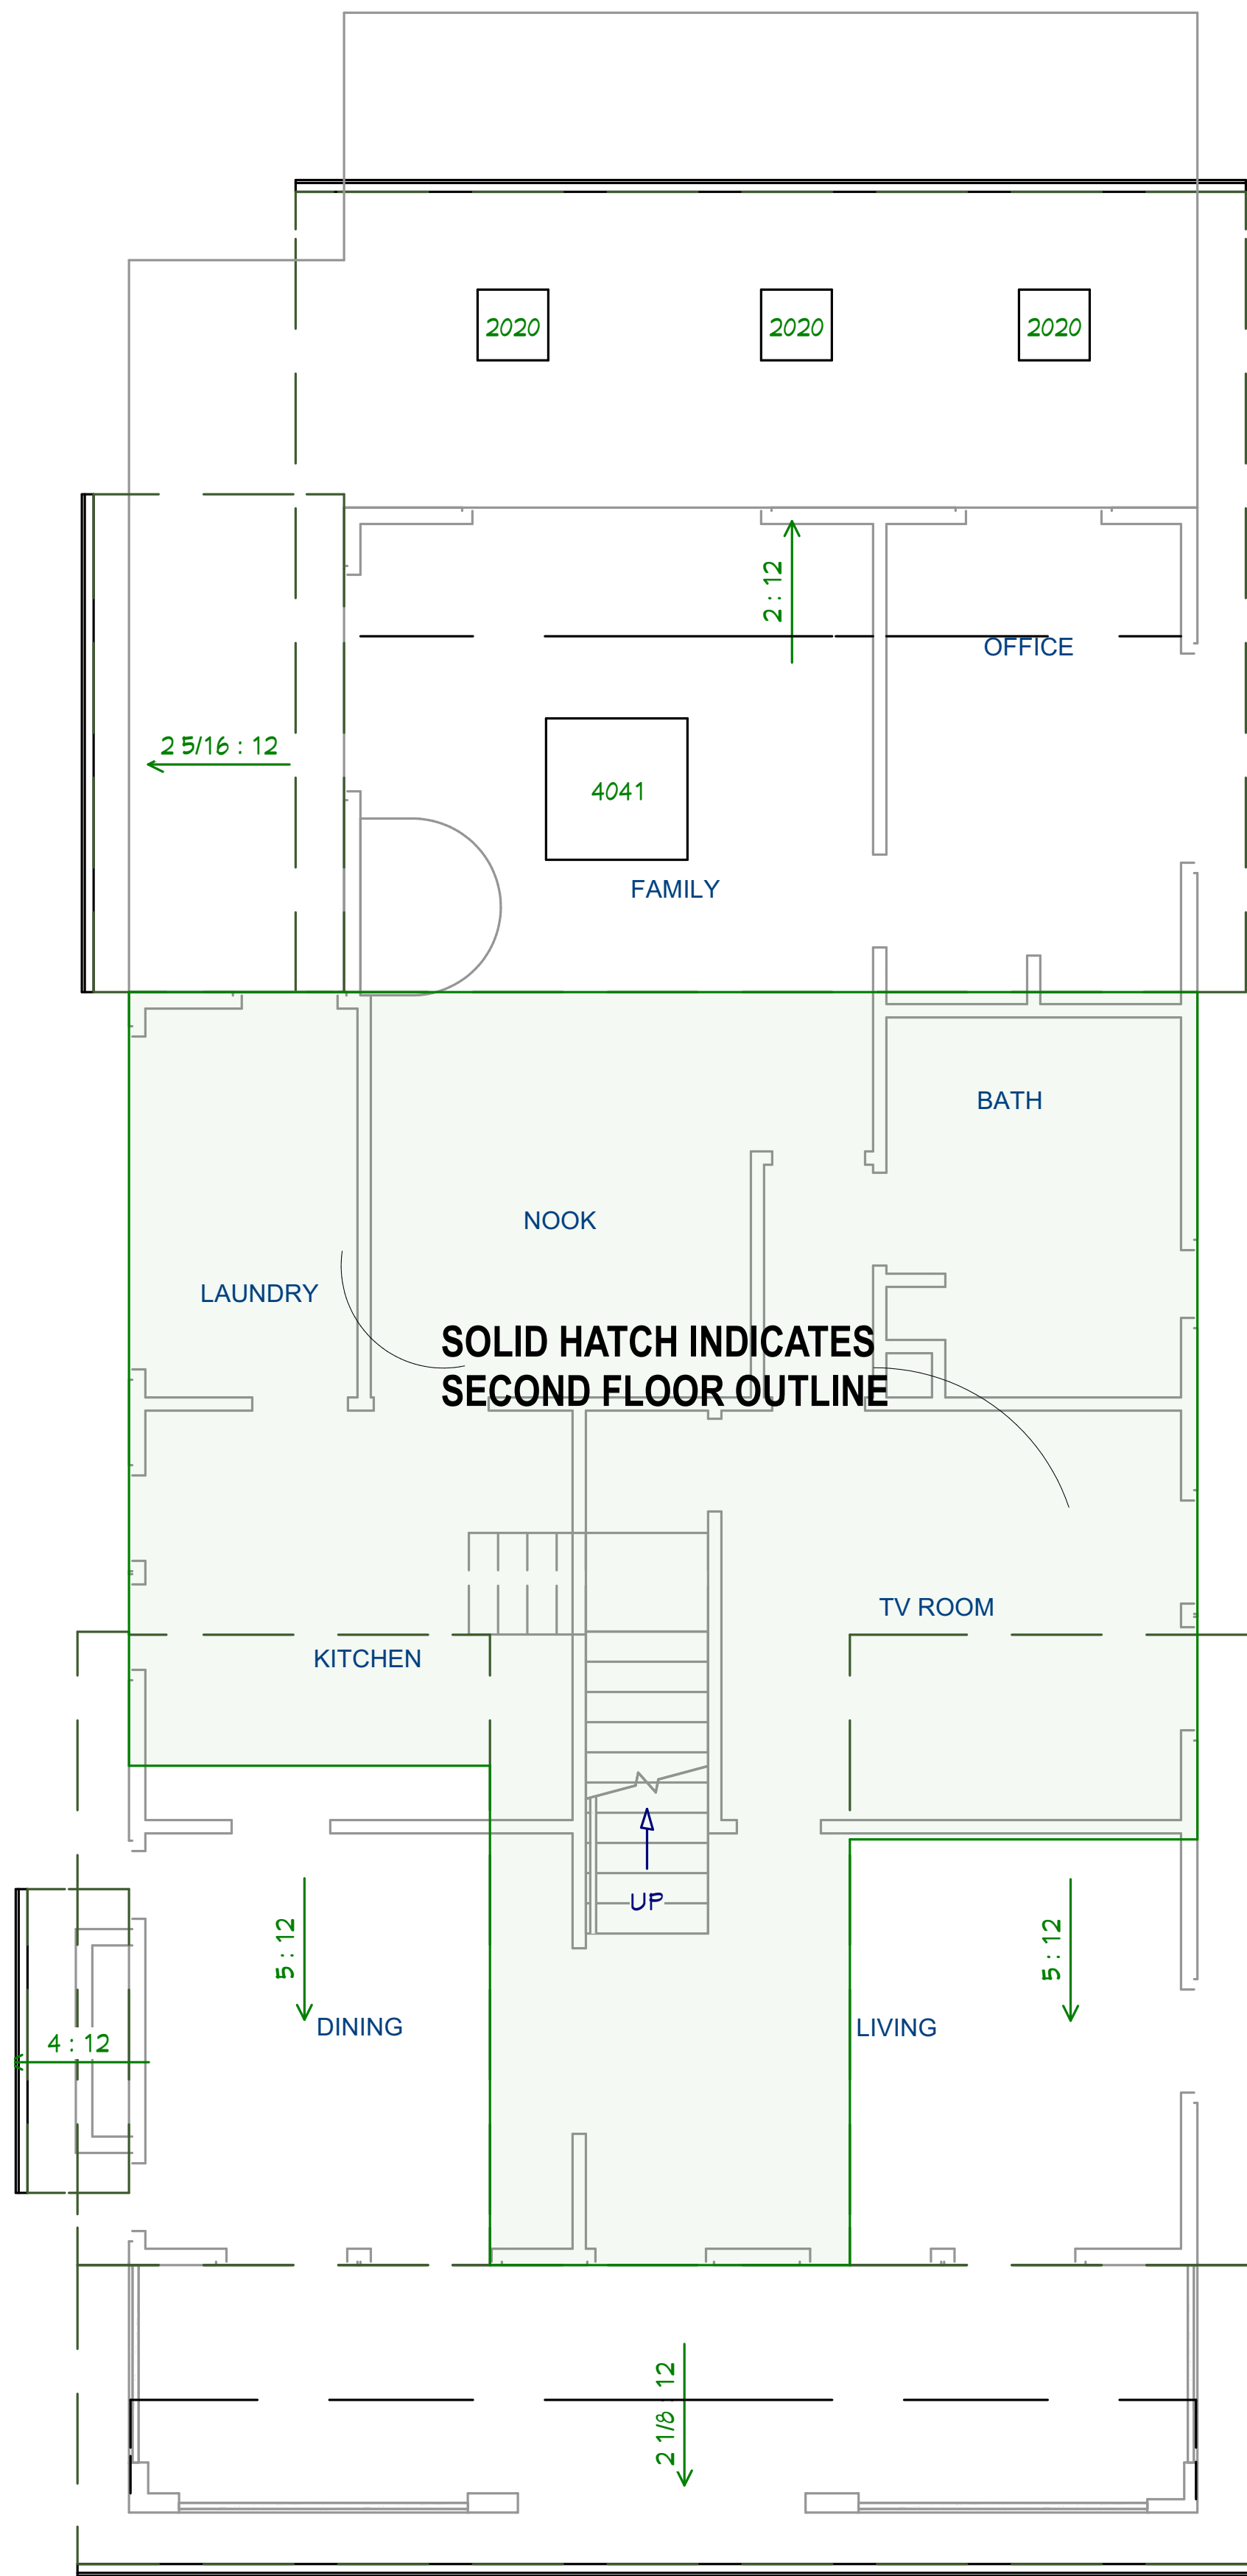 2020 2020 2020
2 : 12
OFFICE
2 5/16 : 12
4041
FAMILY
BATH
NOOK
LAUNDRY
SOLID HATCH INDICATES
SECOND FLOOR OUTLINE
TV ROOM
KITCHEN
UP
5 : 12
5 : 12
DINING
LIVING
4 : 12
2 1/8 : 12